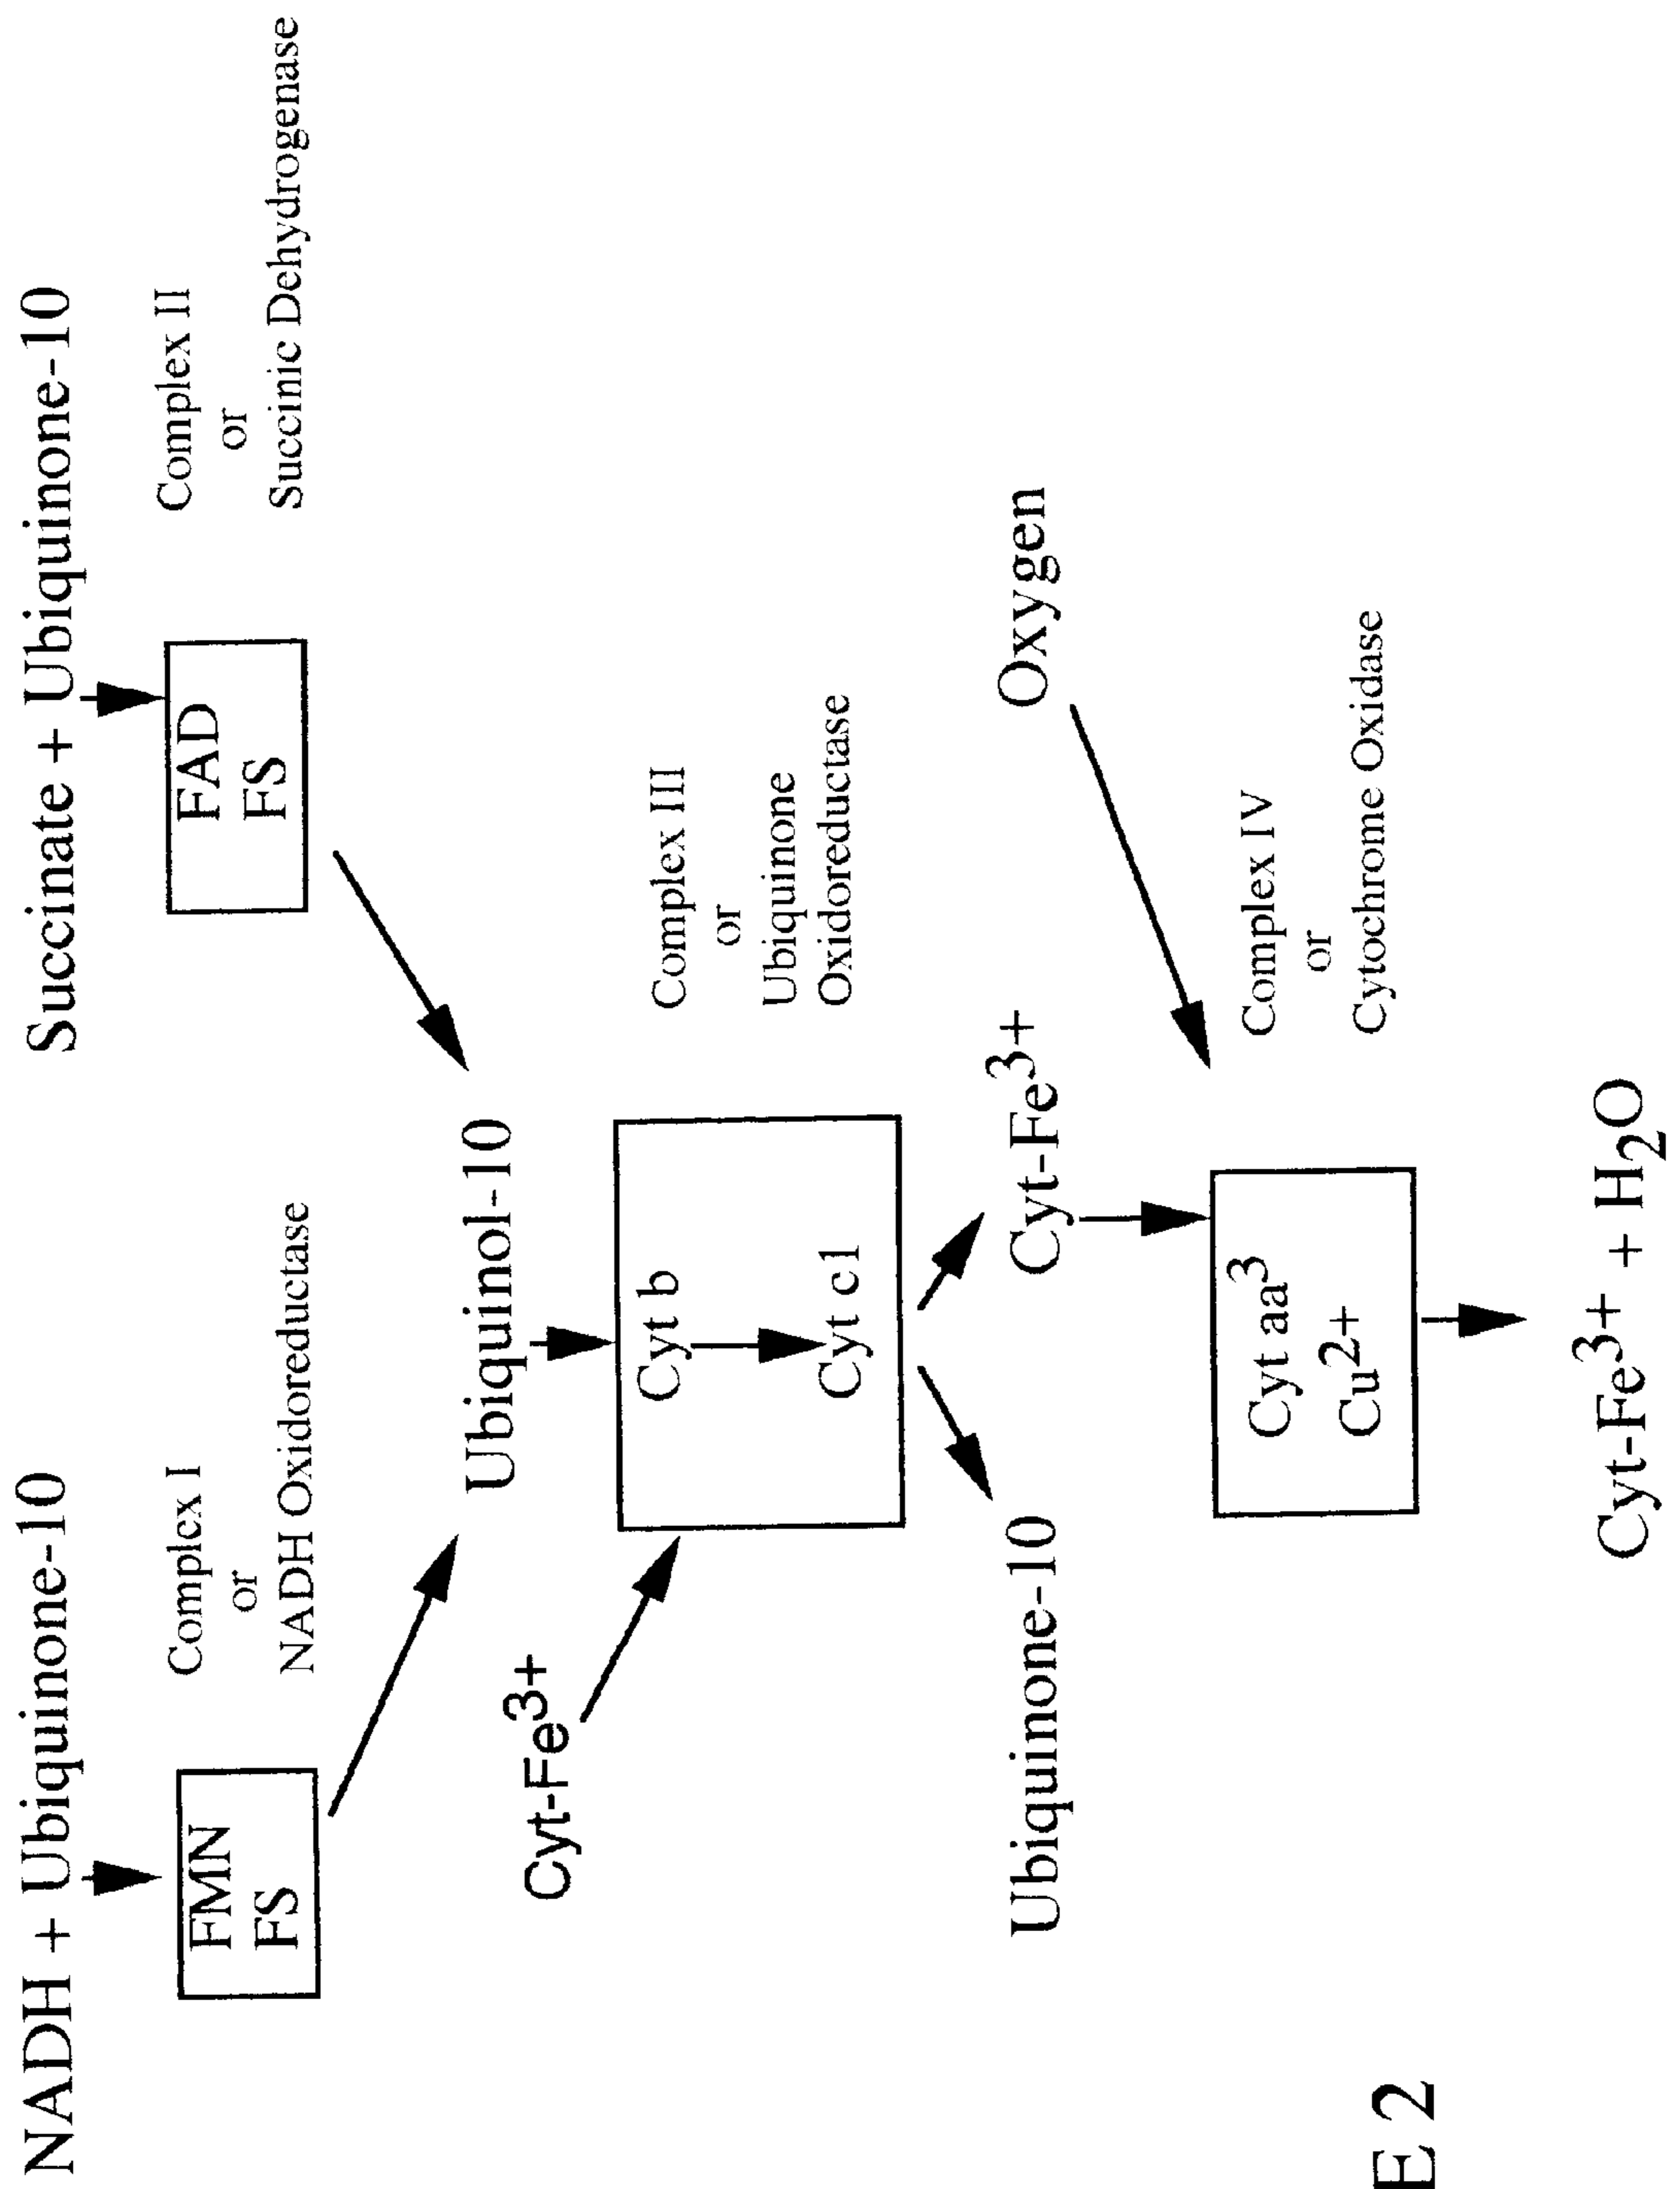 NADH + Ubiquinone-10
Succinate + Ubiquinone-10
FMN
FS
Complex I
or
NADH Oxidoreductase
FAD
FS
Complex II
or
Succinic Dehydrogenase
Ubiquinol-10
Cyt-Fe3+
Cyt b
Cyt c1
Complex III
or
Ubiquinone
Oxidoreductase
Ubiquinone-10
Cyt-Fe3+
Oxygen
Cyt aa3
Cu2+
Complex IV
or
Cytochrome Oxidase
Cyt-Fe3+ + H2O
E 2